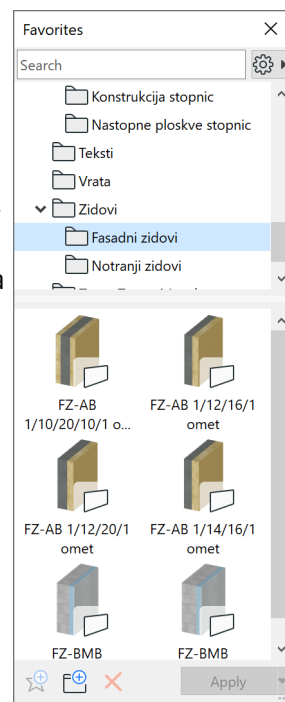 Favorites
Search
Konstrukcija stopnic
Nastopne ploskve stopnic
Teksti
Vrata
Zidovi
Fasadni zidovi
Notranji zidovi
FZ-AB
1/10/20/10/1 o...
FZ-AB 1/12/16/1
omet
FZ-AB 1/12/20/1
omet
FZ-AB 1/14/16/1
omet
FZ-BMB
FZ-BMB
Apply